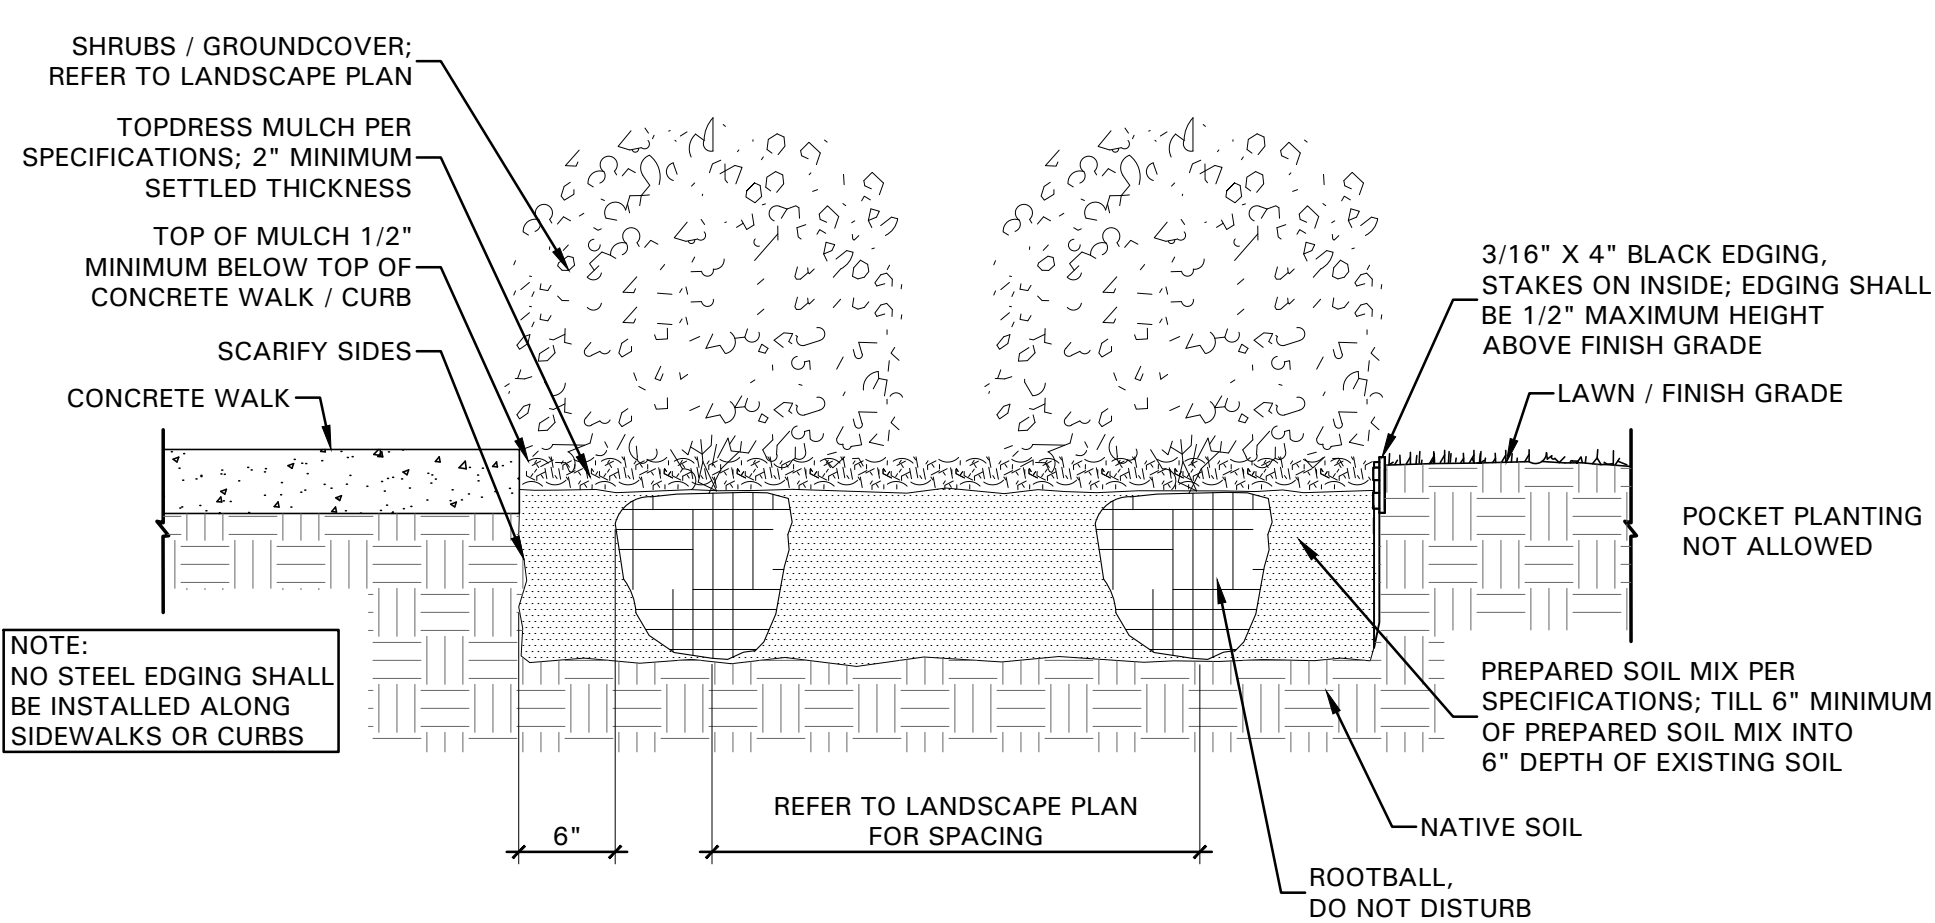 SHRUBS / GROUNDCOVER;
REFER TO LANDSCAPE PLAN
TOPDRESS MULCH PER
SPECIFICATIONS; 2" MINIMUM
SETTLED THICKNESS
TOP OF MULCH 1/2"
MINIMUM BELOW TOP OF
CONCRETE WALK / CURB
SCARIFY SIDES
CONCRETE WALK
NOTE:
NO STEEL EDGING SHALL
BE INSTALLED ALONG
SIDEWALKS OR CURBS
6"
REFER TO LANDSCAPE PLAN
FOR SPACING
3/16" X 4" BLACK EDGING,
STAKES ON INSIDE; EDGING SHALL
BE 1/2" MAXIMUM HEIGHT
ABOVE FINISH GRADE
LAWN / FINISH GRADE
POCKET PLANTING
NOT ALLOWED
PREPARED SOIL MIX PER
SPECIFICATIONS; TILL 6" MINIMUM
OF PREPARED SOIL MIX INTO
6" DEPTH OF EXISTING SOIL
NATIVE SOIL
ROOTBALL,
DO NOT DISTURB